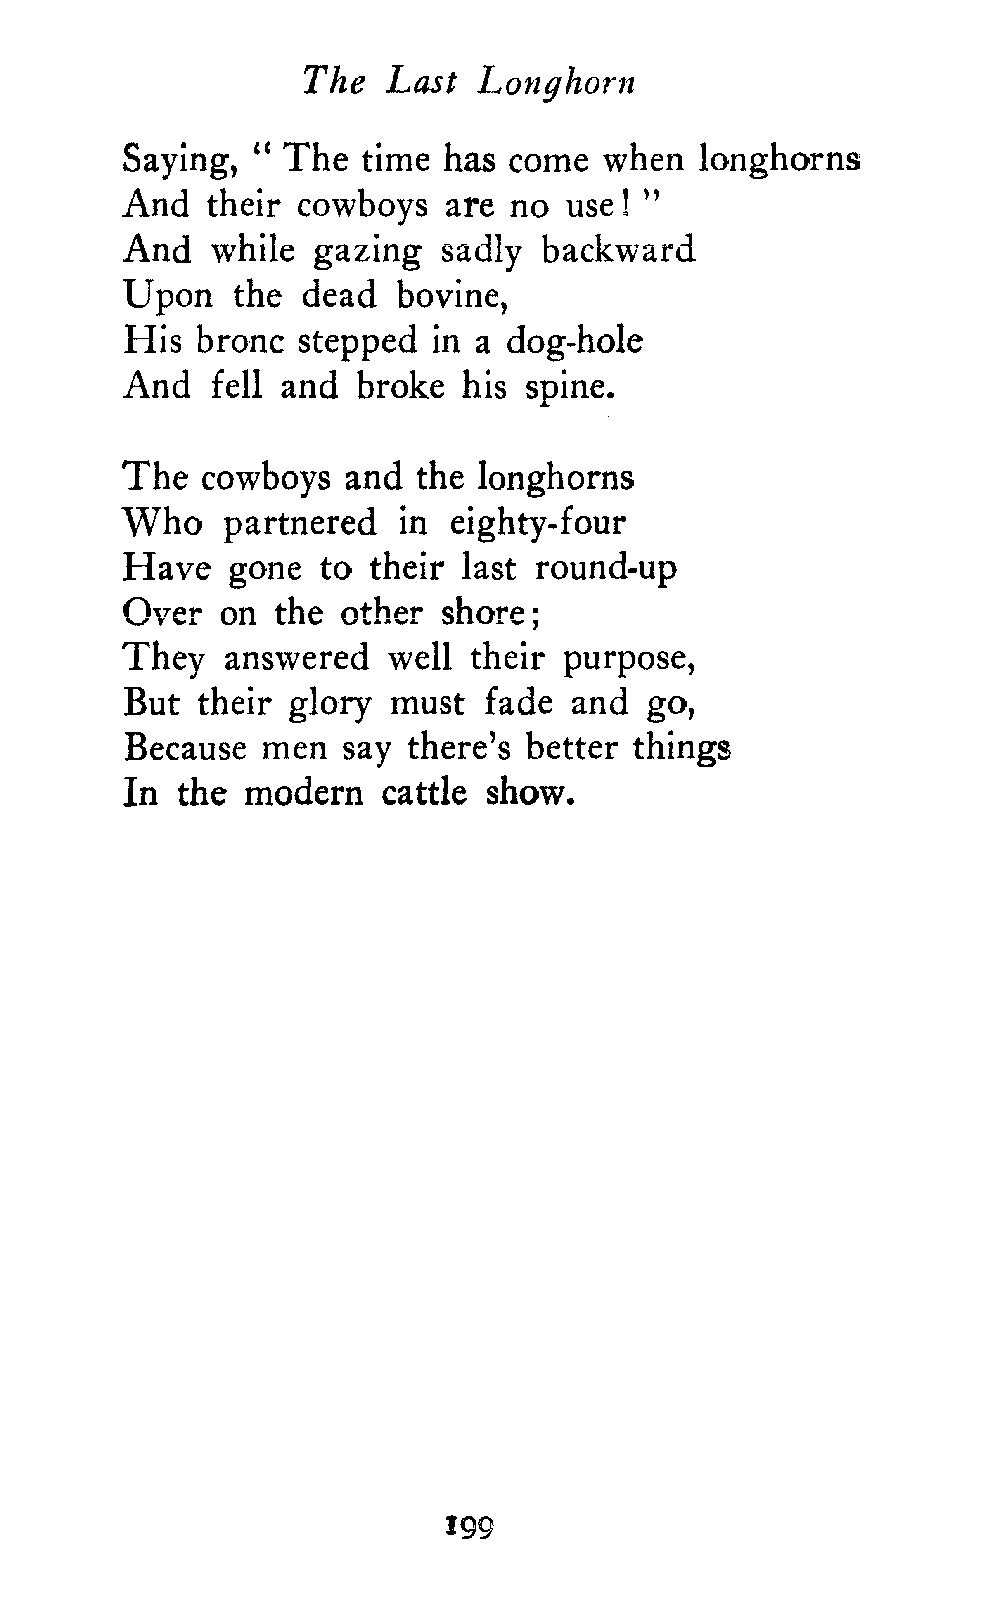 The Last Longhorn
Saying, " The time has come when longhorns
And their cowboys are no use! "
And while gazing sadly backward
Upon the dead bovine,
His bronc stepped in a dog-hole
And fell and broke his spine.
The cowboys and the longhorns
Who partnered in eighty-four
Have gone to their last round-up
Over on the other shore;
They answered well their purpose,
But their glory must fade and go,
Because men say there's better things
In the modern cattle show.
199